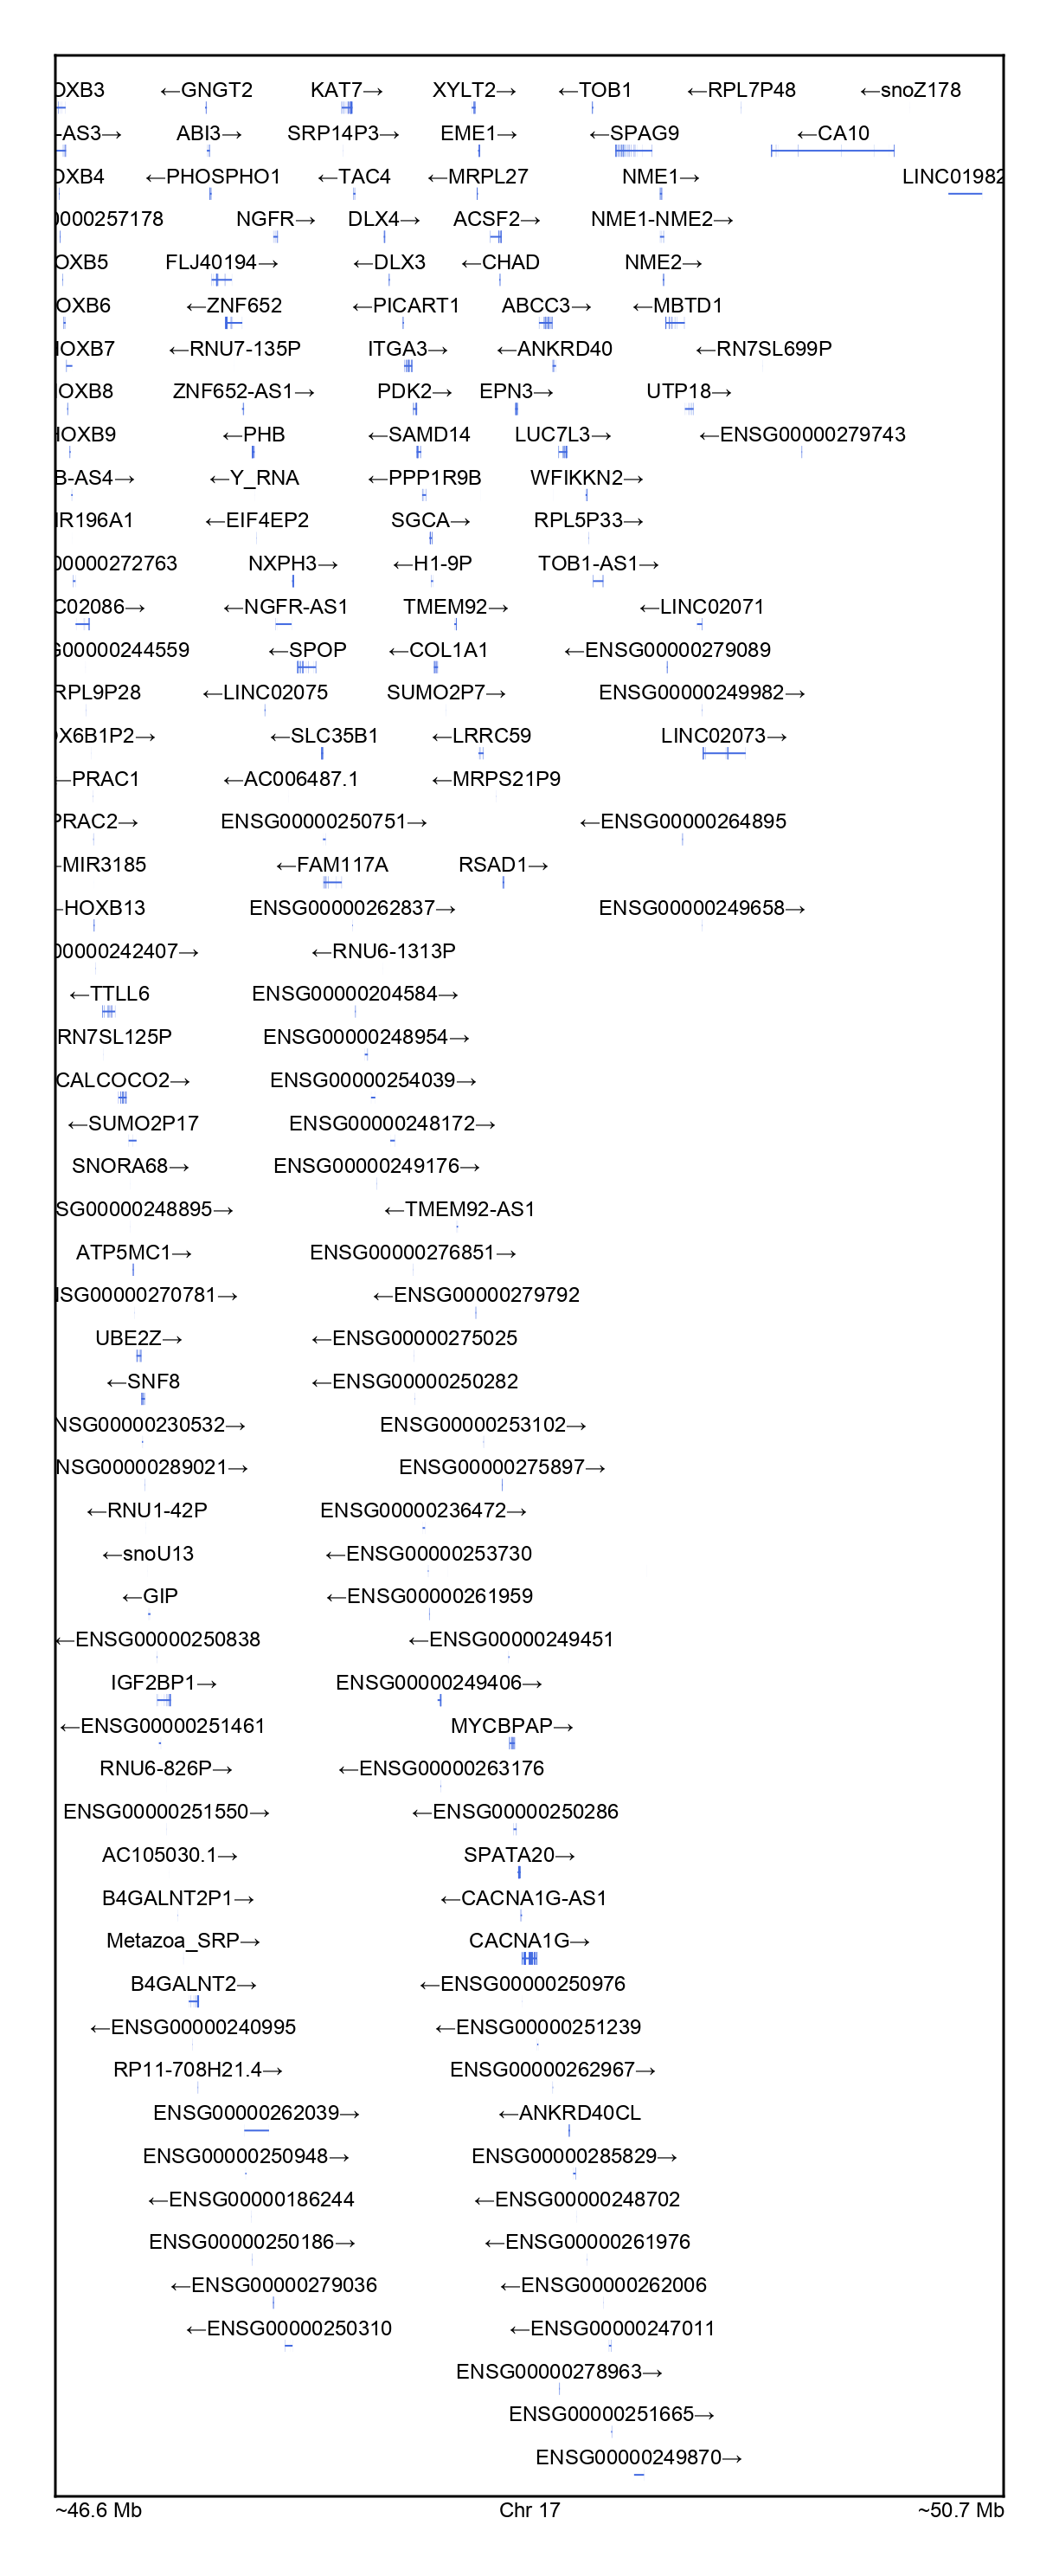 OXB3 ←GNGT2 KAT7→ XYLT2→ ←TOB1 ←RPL7P48 ←snoZ178
-AS3→ ABI3→ SRP14P3→ EME1→ ←SPAG9 ←CA10
OXB4 ←PHOSPHO1 ←TAC4 ←MRPL27 NME1→ LINC01982
0000257178 NGFR→ DLX4→ ACSF2→ NME1-NME2→
OXB5 FLJ40194→ ←DLX3 ←CHAD NME2→
OXB6 ←ZNF652 ←PICART1 ABCC3→ ←MBTD1
HOXB7 ←RNU7-135P ITGA3→ ←ANKRD40 ←RN7SL699P
OXB8 ZNF652-AS1→ PDK2→ EPN3→ UTP18→
HOXB9 ←PHB ←SAMD14 LUC7L3→ ←ENSG00000279743
B-AS4→ ←Y_RNA ←PPP1R9B WFIKKN2→
IR196A1 ←EIF4EP2 SGCA→ RPL5P33→
00000272763 NXPH3→ ←H1-9P TOB1-AS1→
C02086→ ←NGFR-AS1 TMEM92→ ←LINC02071
G00000244559 ←SPOP ←COL1A1 ←ENSG00000279089
RPL9P28 ←LINC02075 SUMO2P7→ ENSG00000249982→
X6B1P2→ ←SLC35B1 ←LRRC59 LINC02073→
←PRAC1 ←AC006487.1 ←MRPS21P9
PRAC2→ ENSG00000250751→ ←ENSG00000264895
-MIR3185 ←FAM117A RSAD1→
-HOXB13 ENSG00000262837→ ENSG00000249658→
00000242407→ ←RNU6-1313P
←TTLL6 ENSG00000204584→
RN7SL125P ENSG00000248954→
CALCOCO2→ ENSG00000254039→
←SUMO2P17 ENSG00000248172→
SNORA68→ ENSG00000249176→
SG00000248895→ ←TMEM92-AS1
ATP5MC1→ ENSG00000276851→
NSG00000270781→ ←ENSG00000279792
UBE2Z→ ←ENSG00000275025
←SNF8 ←ENSG00000250282
NSG00000230532→ ENSG00000253102→
NSG00000289021→ ENSG00000275897→
←RNU1-42P ENSG00000236472→
←snoU13 ←ENSG00000253730
←GIP ←ENSG00000261959
←ENSG00000250838 ←ENSG00000249451
IGF2BP1→ ENSG00000249406→
←ENSG00000251461 MYCBPAP→
RNU6-826P→ ←ENSG00000263176
ENSG00000251550→ ←ENSG00000250286
AC105030.1→ SPATA20→
B4GALNT2P1→ ←CACNA1G-AS1
Metazoa_SRP→ CACNA1G→
B4GALNT2→ ←ENSG00000250976
←ENSG00000240995 ←ENSG00000251239
RP11-708H21.4→ ENSG00000262967→
ENSG00000262039→ ←ANKRD40CL
ENSG00000250948→ ENSG00000285829→
←ENSG00000186244 ←ENSG00000248702
ENSG00000250186→ ←ENSG00000261976
←ENSG00000279036 ←ENSG00000262006
←ENSG00000250310 ←ENSG00000247011
ENSG00000278963→
ENSG00000251665→
ENSG00000249870→
~46.6 Mb Chr 17 ~50.7 Mb